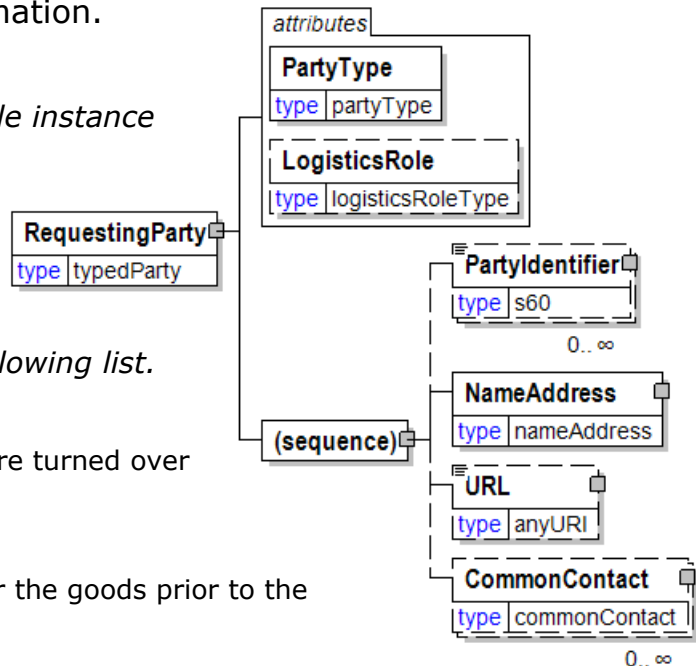 nation.
le instance
lowing list.
re turned over
r the goods prior to the
attributes
PartyType
type partyType
LogisticsRole
type logisticsRoleType
RequestingParty
type typedParty
(sequence)
PartyIdentifier
type s60
0.. ∞
NameAddress
type nameAddress
URL
type anyURI
CommonContact
type commonContact
0.. ∞